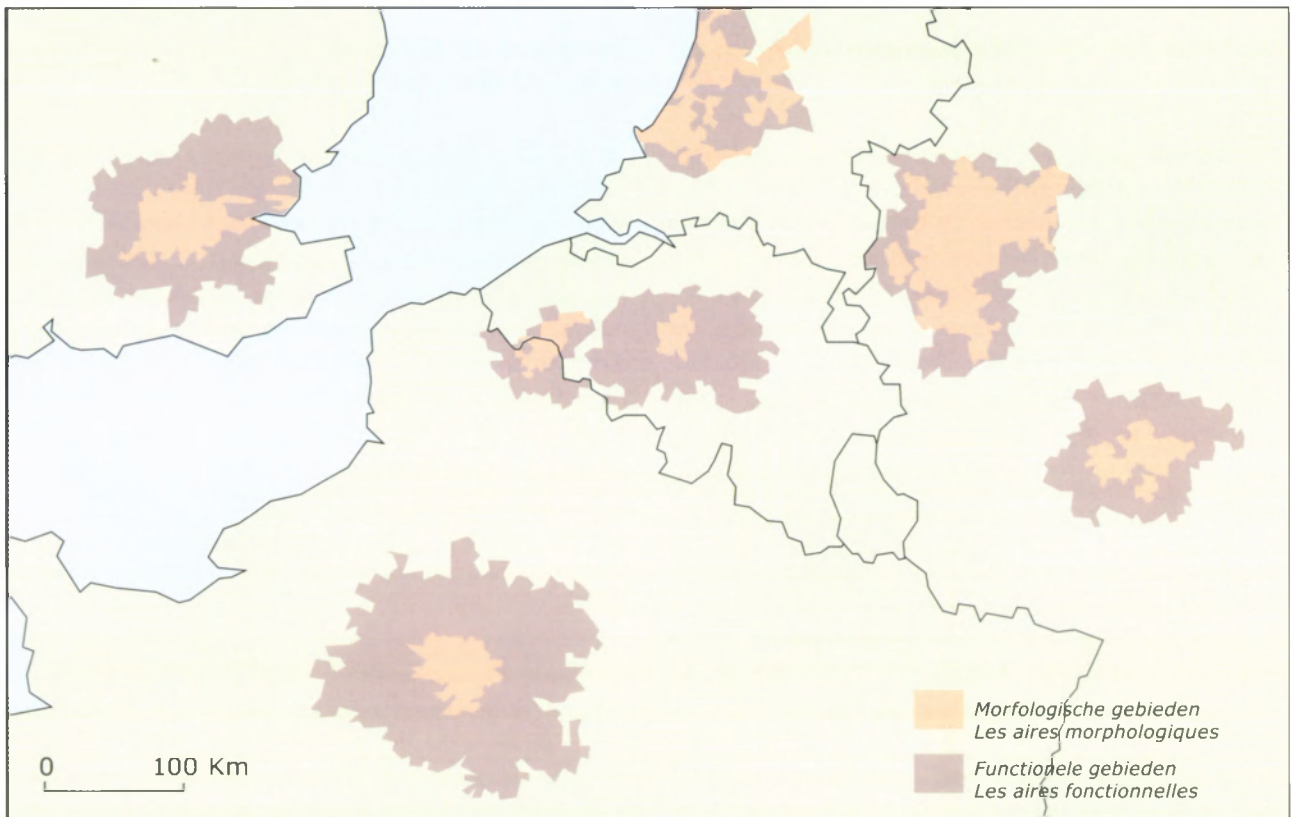 Morfologische gebieden
Les aires morphologiques
0 100 Km
Functionele gebieden
Les aires fonctionnelles